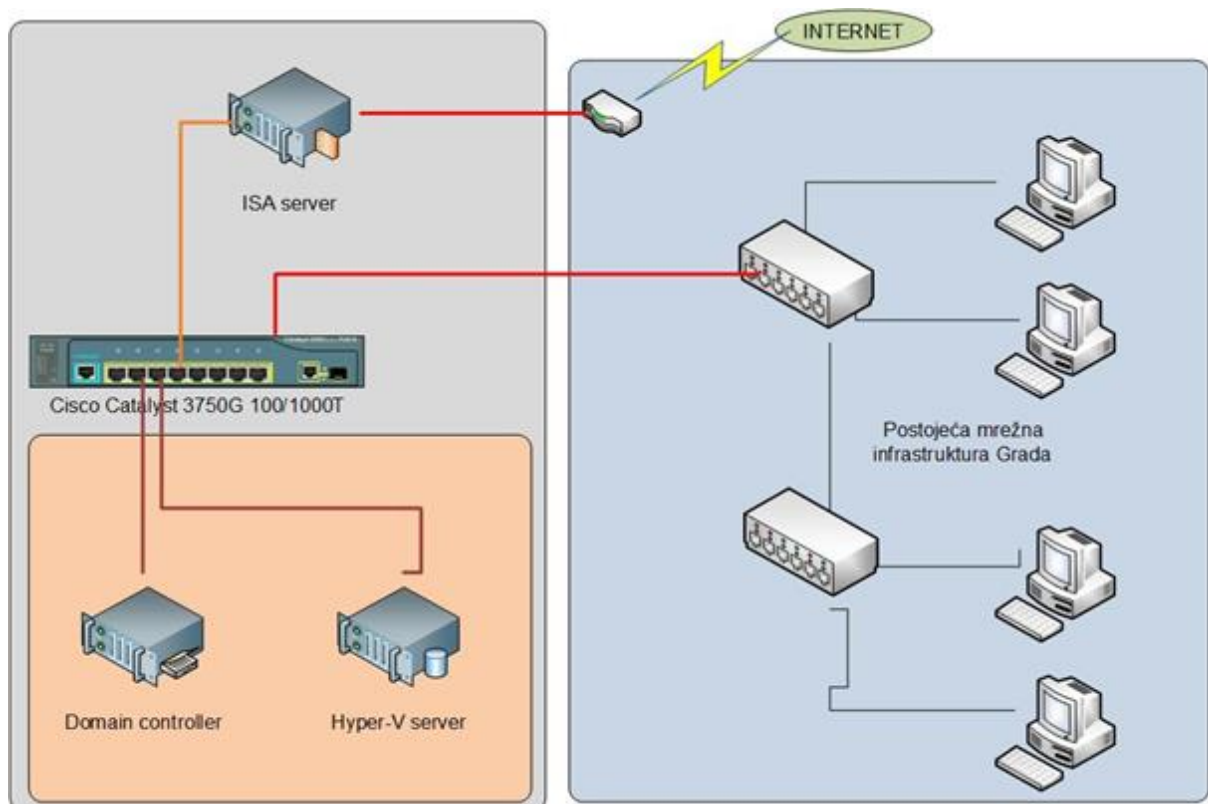 INTERNET
ISA server
Cisco Catalyst 3750G 100/1000T
Postojeća mrežna
infrastruktura Grada
Domain controller
Hyper-V server